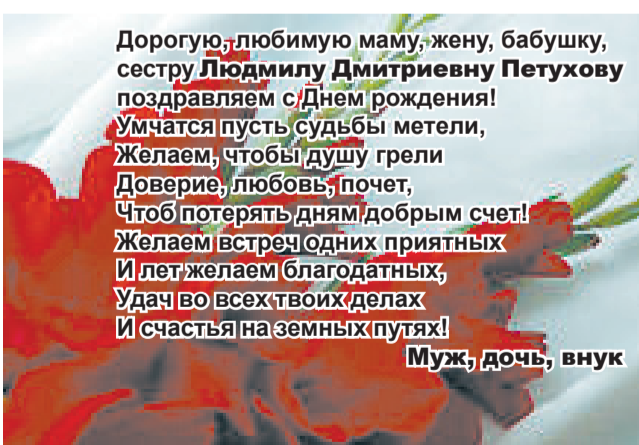 Дорогую, любимую маму, жену, бабушку,
сестру Людмилу Дмитриевну Петухову
поздравляем с Днем рождения!
Умчатся пусть судьбы метели,
Желаем, чтобы душу грели
Доверие, любовь, почет,
Чтоб потерять дням добрым счет!
Желаем встреч одних приятных
И лет желаем благодатных,
Удач во всех твоих делах
И счастья на земных путях!
Муж, дочь, внук